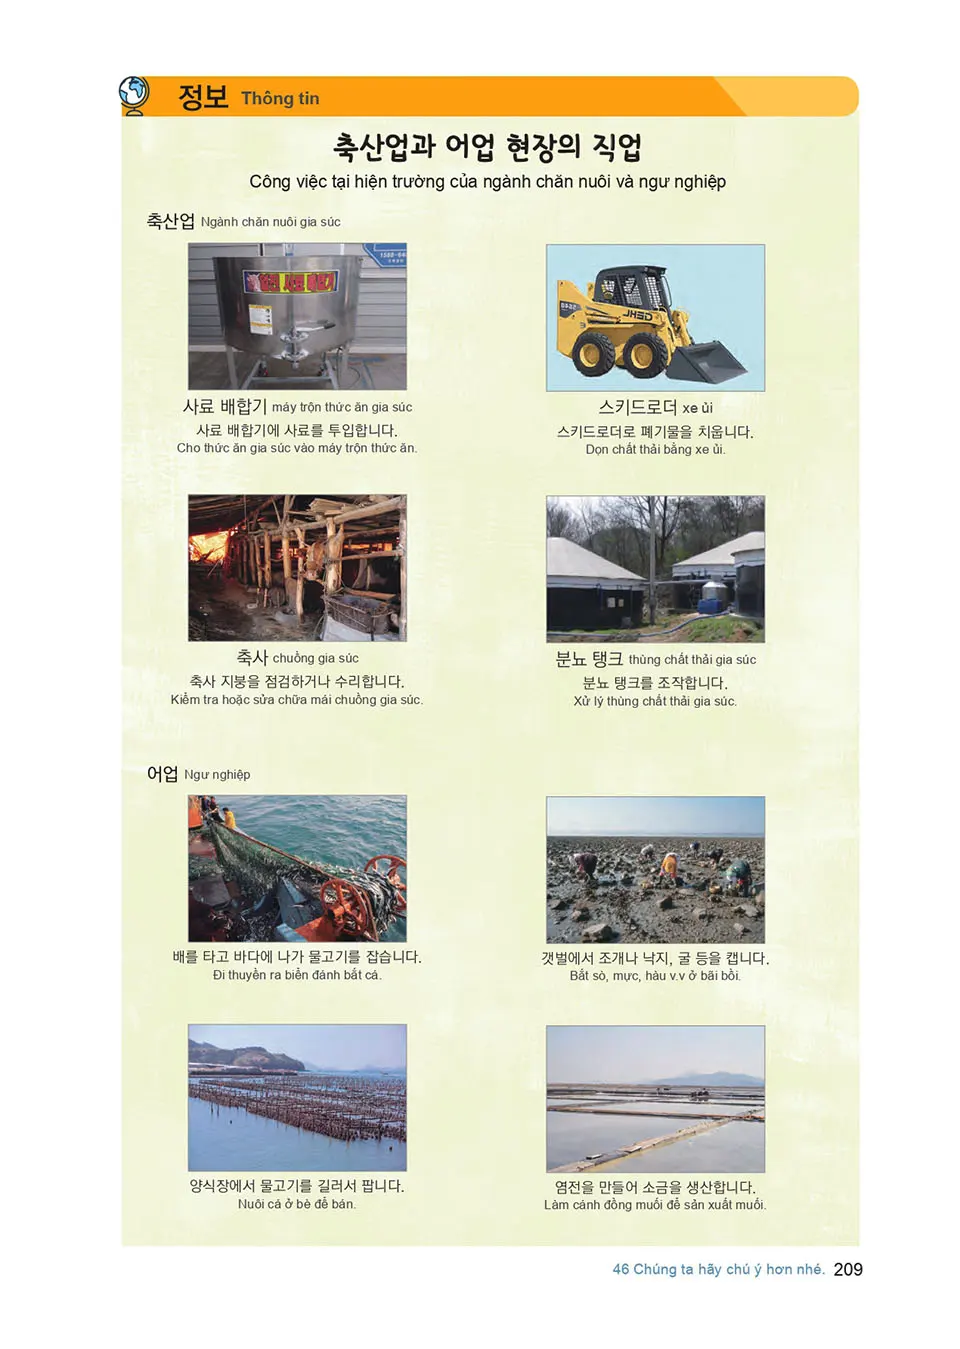 정보 Thông tin
축산업과 어업 현장의 직업
Công việc tại hiện trường của ngành chăn nuôi và ngư nghiệp
축산업 Ngành chăn nuôi gia súc
사료 배합기 máy trộn thức ăn gia súc
사료 배합기에 사료를 투입합니다.
Cho thức ăn gia súc vào máy trộn thức ăn.
JHSD
스키드로더 xe ủi
스키드로더로 폐기물을 치웁니다.
Dọn chất thải bằng xe ủi.
축사 chuồng gia súc
축사 지붕을 점검하거나 수리합니다.
Kiểm tra hoặc sửa chữa mái chuồng gia súc.
분뇨 탱크 thùng chất thải gia súc
분뇨 탱크를 조작합니다.
Xử lý thùng chất thải gia súc.
어업 Ngư nghiệp
배를 타고 바다에 나가 물고기를 잡습니다.
Đi thuyền ra biển đánh bắt cá.
갯벌에서 조개나 낙지, 굴 등을 캡니다.
Bắt sò, mực, hàu v.v ở bãi bồi.
양식장에서 물고기를 길러서 팝니다.
Nuôi cá ở bè để bán.
염전을 만들어 소금을 생산합니다.
Làm cánh đồng muối để sản xuất muối.
46 Chúng ta hãy chú ý hơn nhé. 209